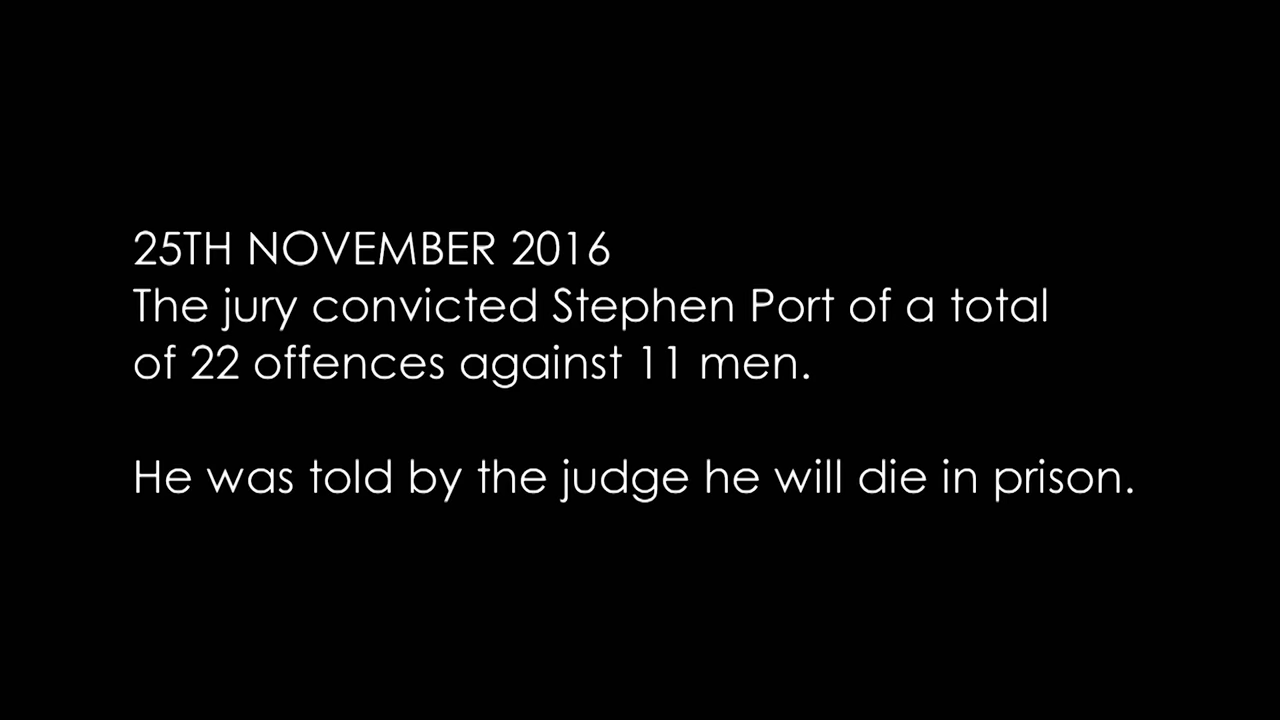 25TH NOVEMBER 2016
The jury convicted Stephen Port of a total
of 22 offences against 11 men.
He was told by the judge he will die in prison.